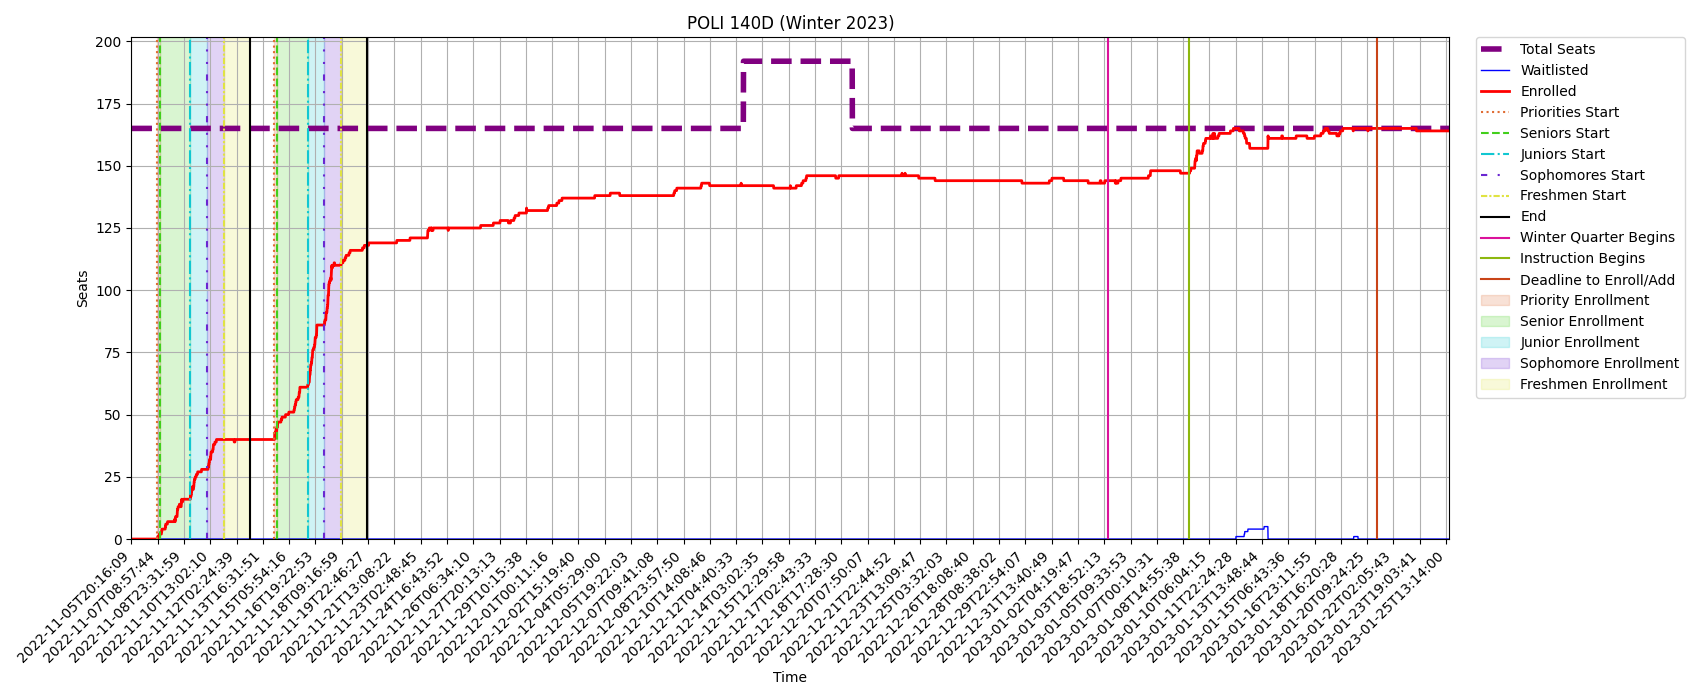 POLI 140D (Winter 2023)
200
175
150
125
100
75
50
25
0
Seats
2022-11-05T20:16:09
2022-11-07T08:57:44
2022-11-08T23:31:59
2022-11-10T13:02:10
2022-11-12T02:24:39
2022-11-13T16:31:51
2022-11-15T05:54:16
2022-11-16T19:22:53
2022-11-18T09:16:59
2022-11-19T22:46:27
2022-11-21T13:08:22
2022-11-23T02:48:45
2022-11-24T16:43:52
2022-11-26T06:34:10
2022-11-27T20:13:13
2022-11-29T10:15:38
2022-12-01T00:11:16
2022-12-02T15:19:40
2022-12-04T05:29:00
2022-12-05T19:22:03
2022-12-07T09:41:08
2022-12-08T23:57:50
2022-12-10T14:08:46
2022-12-12T04:40:33
2022-12-14T03:02:35
2022-12-15T12:29:58
2022-12-17T02:43:33
2022-12-18T17:28:30
2022-12-20T07:50:07
2022-12-21T22:44:52
2022-12-23T13:09:47
2022-12-25T03:32:03
2022-12-26T18:08:40
2022-12-28T08:38:02
2022-12-29T22:54:07
2022-12-31T13:40:49
2023-01-02T04:19:47
2023-01-03T18:52:13
2023-01-05T09:33:53
2023-01-07T00:10:31
2023-01-08T14:55:38
2023-01-10T06:04:15
2023-01-11T22:24:28
2023-01-13T13:48:44
2023-01-15T06:43:36
2023-01-16T23:11:55
2023-01-18T16:20:28
2023-01-20T09:24:25
2023-01-22T02:05:43
2023-01-23T19:03:41
2023-01-25T13:14:00
Time
Total Seats
Waitlisted
Enrolled
Priorities Start
Seniors Start
Juniors Start
Sophomores Start
Freshmen Start
End
Winter Quarter Begins
Instruction Begins
Deadline to Enroll/Add
Priority Enrollment
Senior Enrollment
Junior Enrollment
Sophomore Enrollment
Freshmen Enrollment